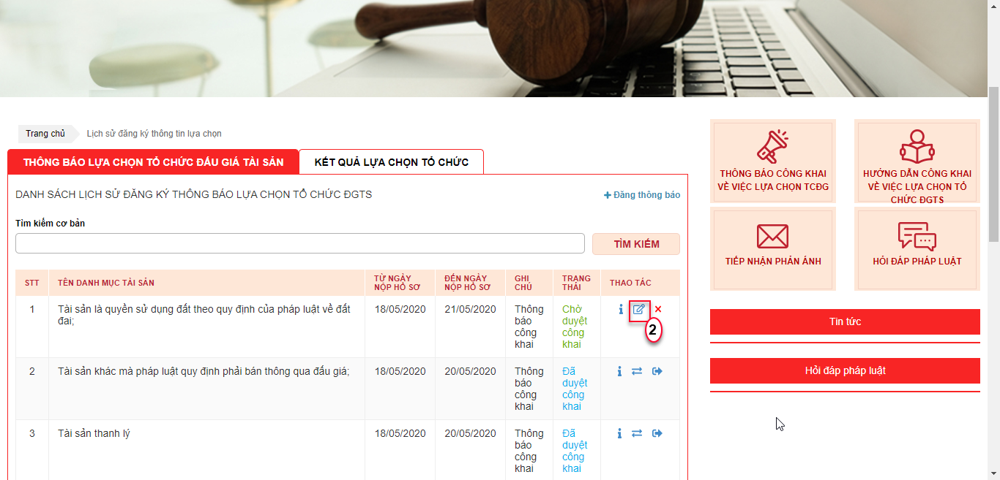 Trang chủ
Lịch sử đăng ký thông tin lựa chọn
THÔNG BÁO LỰA CHỌN TỔ CHỨC ĐẤU GIÁ TÀI SẢN
KẾT QUẢ LỰA CHỌN TỔ CHỨC
DANH SÁCH LỊCH SỬ ĐĂNG KÝ THÔNG BÁO LỰA CHỌN TỔ CHỨC ĐGTS
Đăng thông báo
Tìm kiếm cơ bản
TÌM KIẾM
STT
TÊN DANH MỤC TÀI SẢN
TỪ NGÀY
NỘP HỒ SƠ
ĐẾN NGÀY
NỘP HỒ SƠ
GHI
CHÚ
TRẠNG
THÁI
THAO TÁC
1
Tài sản là quyền sử dụng đất theo quy định của pháp luật về đất
đai;
18/05/2020
21/05/2020
Thông
báo
công
khai
Chờ
duyệt
công
khai
2
2
Tài sản khác mà pháp luật quy định phải bán thông qua đấu giá;
18/05/2020
20/05/2020
Thông
báo
công
khai
Đã
duyệt
công
khai
3
Tài sản thanh lý
18/05/2020
20/05/2020
Thông
báo
công
khai
Đã
duyệt
công
khai
THÔNG BÁO CÔNG KHAI
VỀ VIỆC LỰA CHỌN TCĐG
HƯỚNG DẪN CÔNG KHAI
VỀ VIỆC LỰA CHỌN TỔ
CHỨC ĐGTS
TIẾP NHẬN PHẢN ÁNH
HỎI ĐÁP PHÁP LUẬT
Tin tức
Hỏi đáp pháp luật